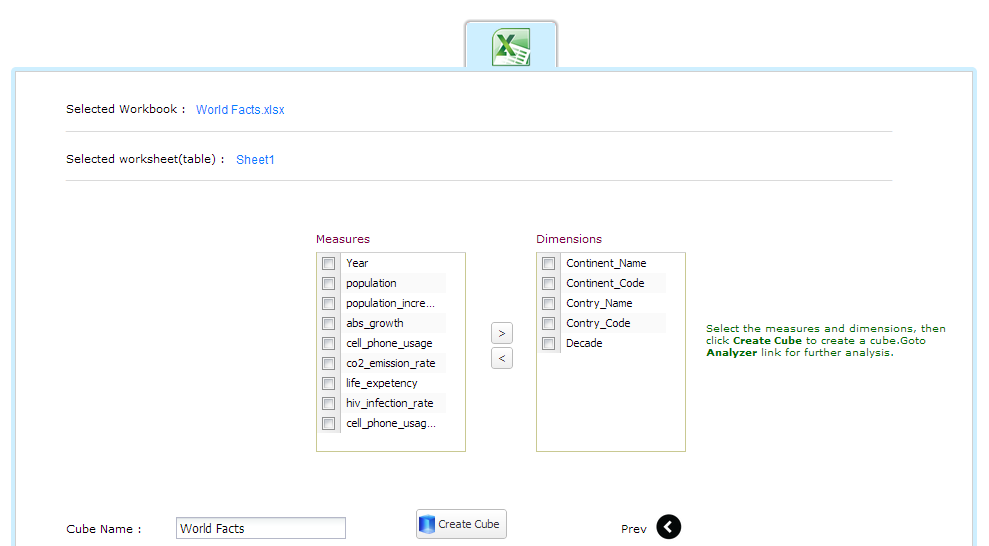 Selected Workbook : World Facts.xlsx
Selected worksheet(table) : Sheet1
Measures
Year
population
population_incre...
abs_growth
cell_phone_usage
co2_emission_rate
life_expetency
hiv_infection_rate
cell_phone_usag...
>
<
Dimensions
Continent_Name
Continent_Code
Contry_Name
Contry_Code
Decade
Select the measures and dimensions, then
click Create Cube to create a cube.Goto
Analyzer link for further analysis.
Cube Name : World Facts
Create Cube
Prev